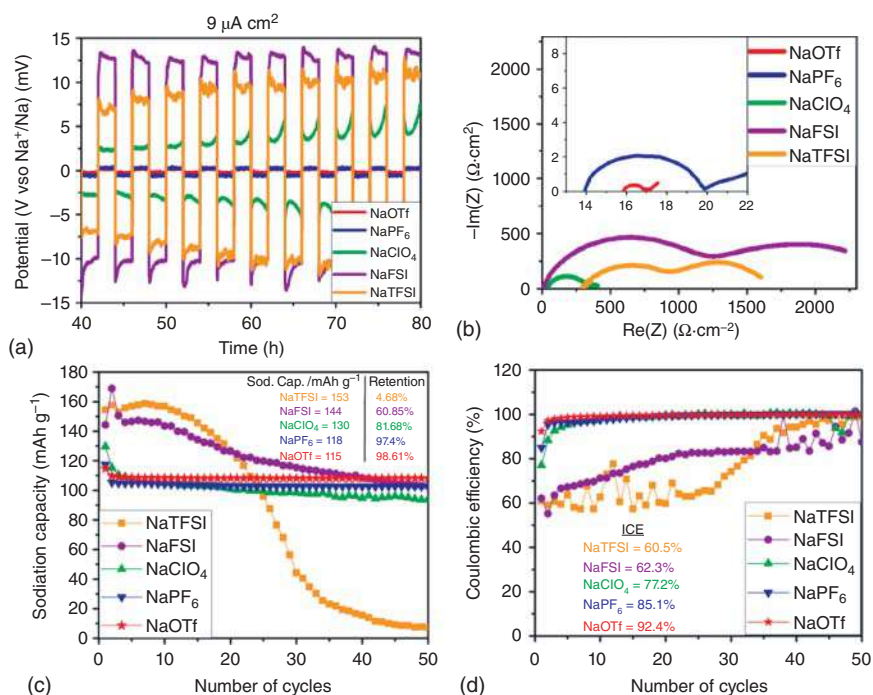 9 µA cm²
Potential (V vso Na⁺/Na) (mV)
15
10
5
0
−5
−10
−15
40
50
60
70
80
Time (h)
NaOTf
NaPF₆
NaClO₄
NaFSI
NaTFSI
(a)
−Im(Z) (Ω·cm⁻²)
2000
1500
1000
500
0
0
500
1000
1500
2000
Re(Z) (Ω·cm⁻²)
8
6
4
2
0
14
16
18
20
22
NaOTf
NaPF₆
NaClO₄
NaFSI
NaTFSI
(b)
Sodiation capacity (mAh g⁻¹)
180
160
140
120
100
80
60
40
20
0
0
10
20
30
40
50
Number of cycles
Sod. Cap./mAh g⁻¹ Retention
NaTFSI = 153 4.68%
NaFSI = 144 60.85%
NaClO₄ = 130 81.68%
NaPF₆ = 118 97.4%
NaOTf = 115 98.61%
NaTFSI
NaFSI
NaClO₄
NaPF₆
NaOTf
(c)
Coulombic efficiency (%)
120
100
80
60
40
20
0
0
10
20
30
40
50
Number of cycles
ICE
NaTFSI = 60.5%
NaFSI = 62.3%
NaClO₄ = 77.2%
NaPF₆ = 85.1%
NaOTf = 92.4%
NaTFSI
NaFSI
NaClO₄
NaPF₆
NaOTf
(d)